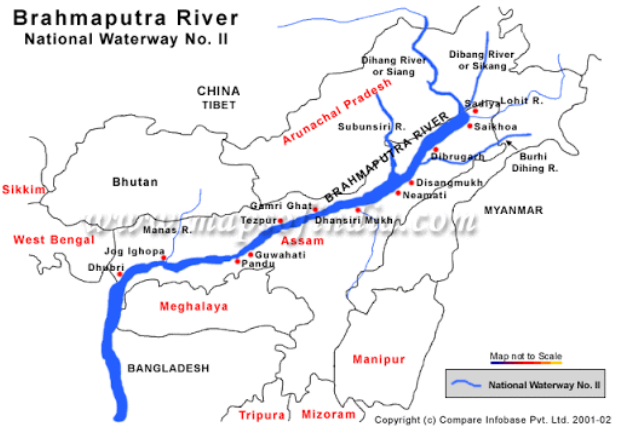 Brahmaputra River
National Waterway No. II
Dihang River
or Siang
Dibang River
or Sikang
CHINA
TIBET
Arunachal Pradesh
Sadiya
Lohit R.
Subunsiri R.
BRAHMAPUTRA RIVER
Saikhoa
Dibrugarh
Burhi
Dihing R.
Bhutan
Sikkim
Disangmukh
Neamati
Gamri Ghat
MYANMAR
Tezpur
Dhansiri Mukh
www.mapsofindia.com
Manas R.
West Bengal
Assam
Jog Ighopa
Guwahati
Pandu
Dhubri
Meghalaya
Map not to Scale
Manipur
BANGLADESH
National Waterway No. II
Tripura
Mizoram
Copyright (c) Compare Infobase Pvt. Ltd. 2001-02